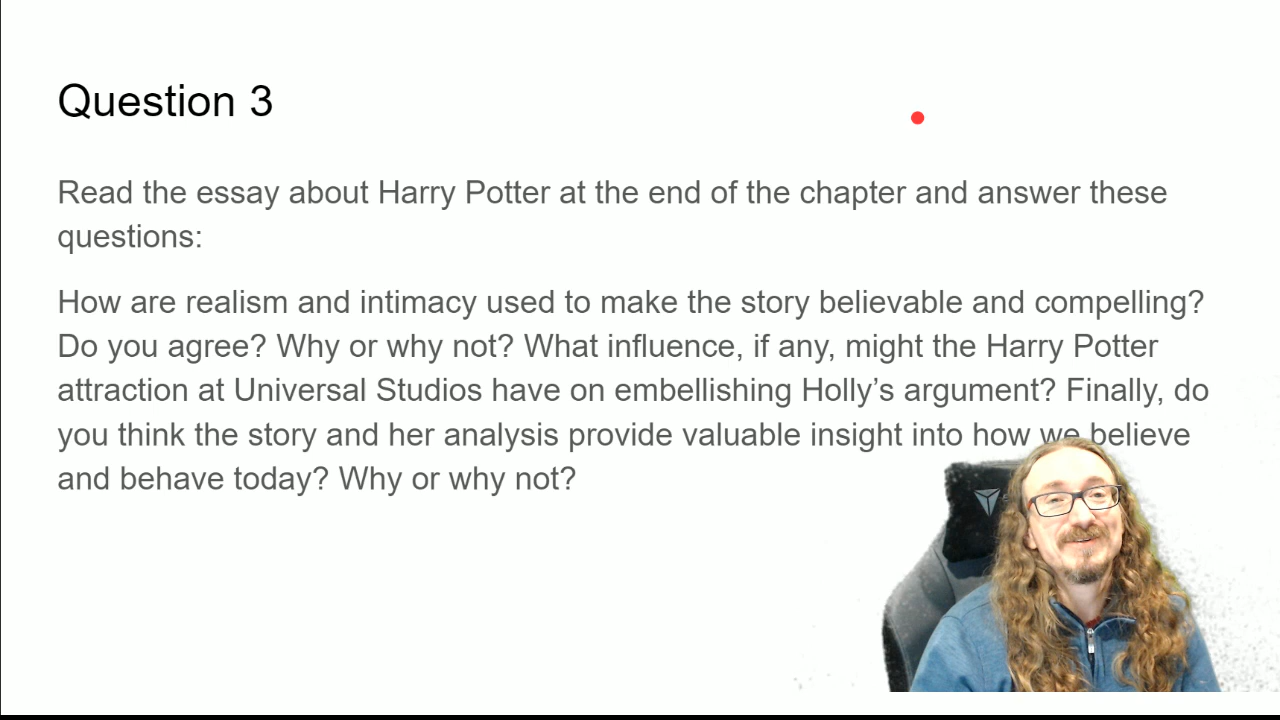 Question 3
Read the essay about Harry Potter at the end of the chapter and answer these
questions:
How are realism and intimacy used to make the story believable and compelling?
Do you agree? Why or why not? What influence, if any, might the Harry Potter
attraction at Universal Studios have on embellishing Holly’s argument? Finally, do
you think the story and her analysis provide valuable insight into how we believe
and behave today? Why or why not?